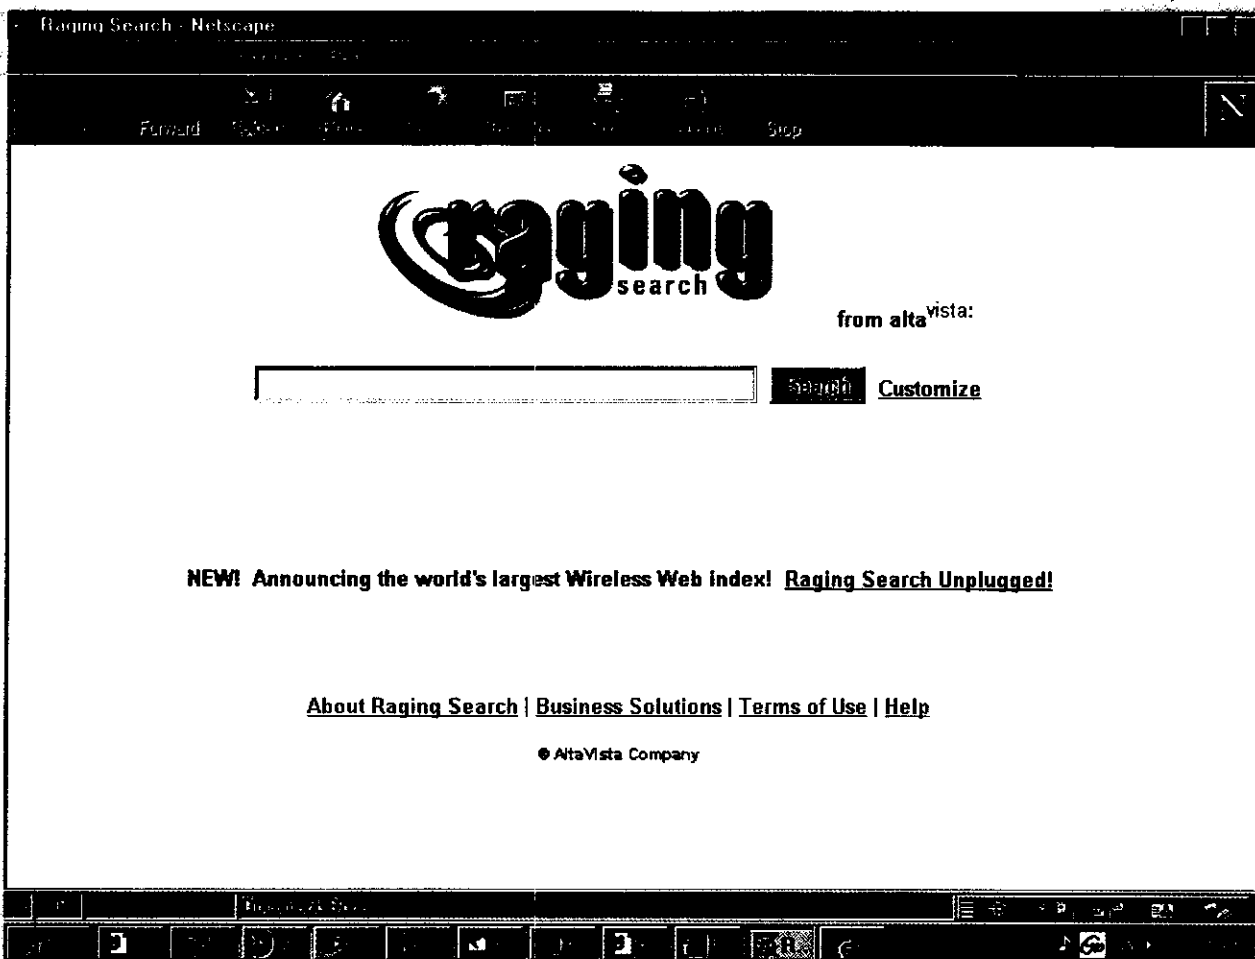 Raging Search - Netscape
Forward Stop
N
raging
search
from altavista:
Search Customize
NEW! Announcing the world's largest Wireless Web index! Raging Search Unplugged!
About Raging Search | Business Solutions | Terms of Use | Help
© AltaVista Company